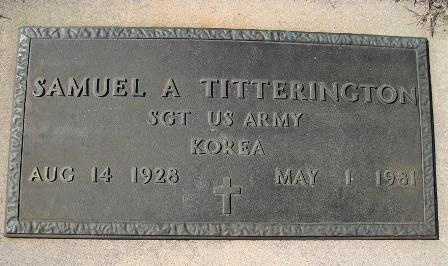 SAMUEL A TITTERINGTON
SGT US ARMY
KOREA
AUG 14 1928 MAY 1 1981